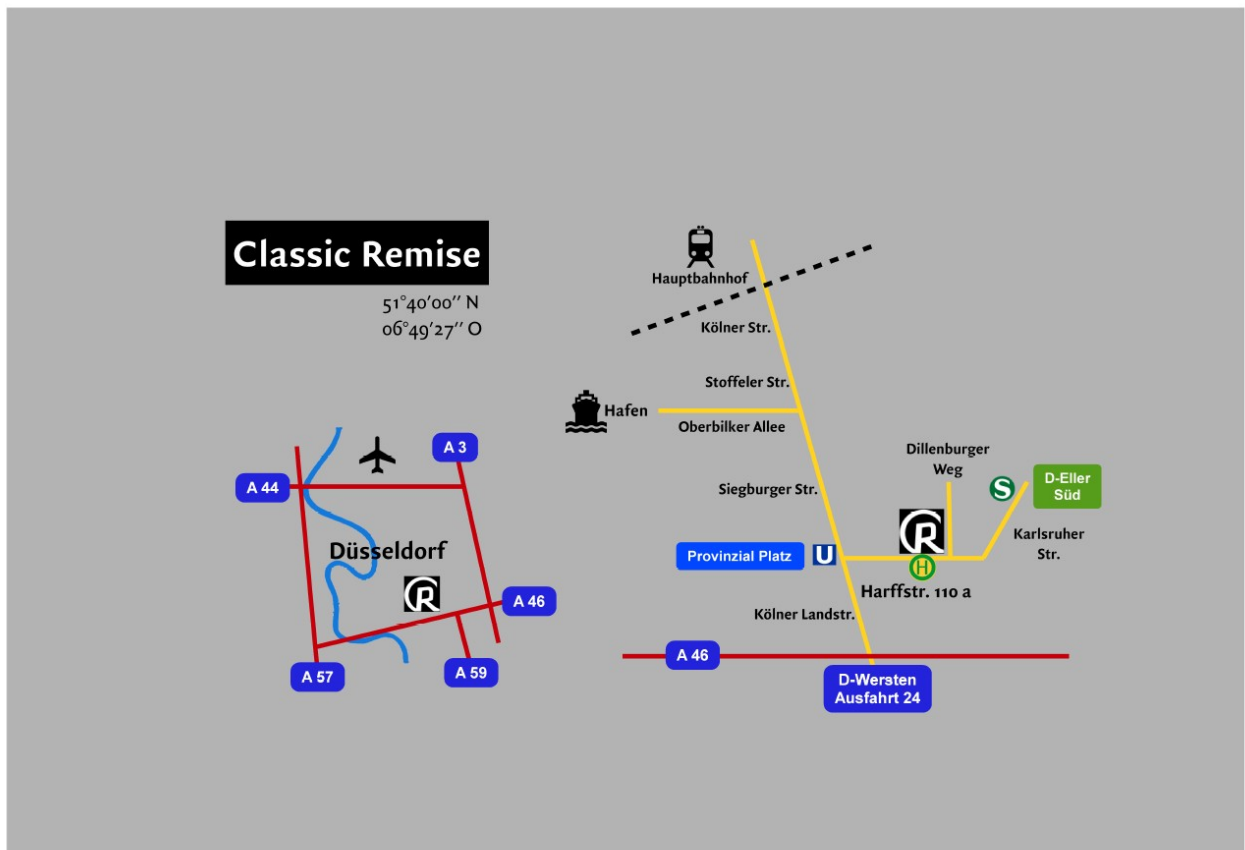 Classic Remise
51°40'00'' N
06°49'27'' O
A 3
A 44
Düsseldorf
R
A 46
A 57
A 59
Hauptbahnhof
Kölner Str.
Stoffeler Str.
Hafen
Oberbilker Allee
Dillenburger
Weg
Siegburger Str.
S
D-Eller
Süd
R
Karlsruher
Str.
Provinzial Platz
U
H
Harffstr. 110 a
Kölner Landstr.
A 46
D-Wersten
Ausfahrt 24